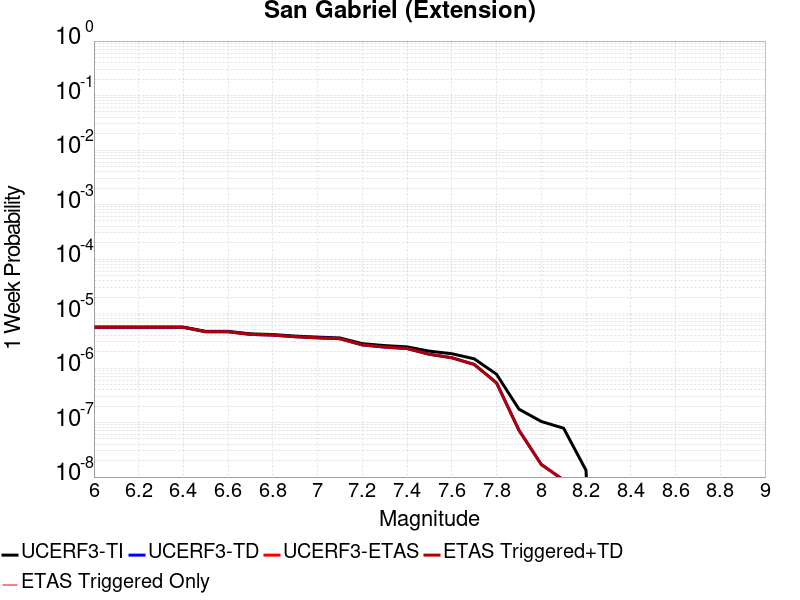 San Gabriel (Extension)
10^0
10^-1
10^-2
10^-3
10^-4
10^-5
10^-6
10^-7
10^-8
1 Week Probability
6 6.2 6.4 6.6 6.8 7 7.2 7.4 7.6 7.8 8 8.2 8.4 8.6 8.8 9
Magnitude
UCERF3-TI UCERF3-TD UCERF3-ETAS ETAS Triggered+TD
ETAS Triggered Only